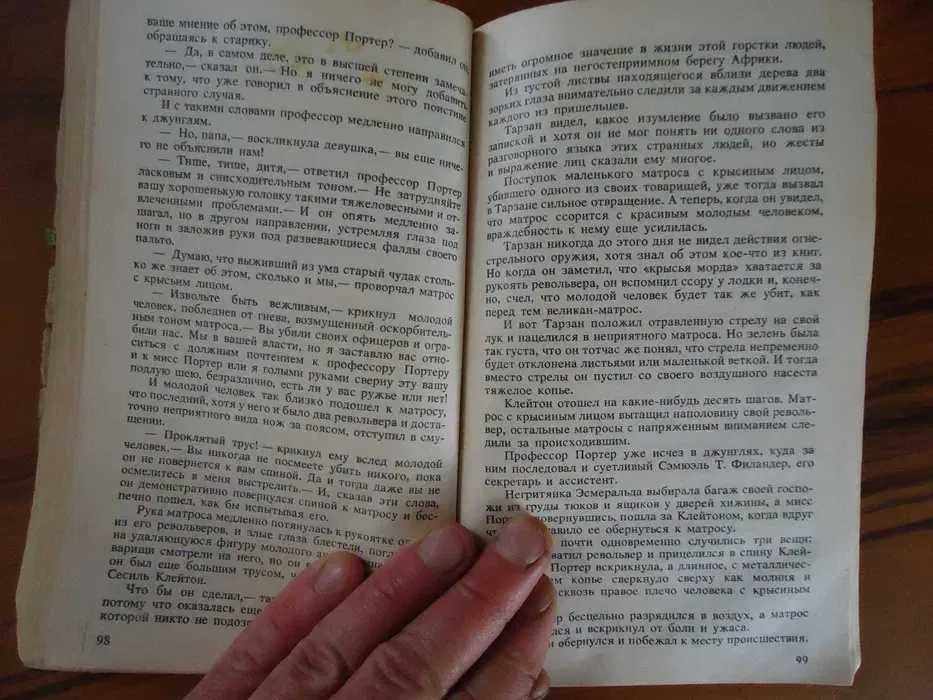 ваше мнение об этом, профессор Портер? — добавил он,
обращаясь к старику.
— Да, в самом деле, это в высшей степени замеча-
тельно,— сказал он.— Но я ничего не могу добавить
к тому, что уже говорил в объяснение этого поистине
странного случая.
И с такими словами профессор медленно направился
к джунглям.
— Но, папа,— воскликнула девушка,— вы еще ниче-
го не объяснили нам!
— Тише, тише, дитя,— ответил профессор Портер
ласковым и снисходительным тоном.— Не затрудняйте
вашу хорошенькую головку такими тяжеловесными и от-
влеченными проблемами.— И он опять медленно за-
шагал, но в другом направлении, устремляя глаза под
ноги и заложив руки под развевающиеся фалды своего
пальто.
— Думаю, что выживший из ума старый чудак столь-
ко же знает об этом, сколько и мы,— проворчал матрос
с крысьим лицом.
— Извольте быть вежливым,— крикнул молодой
человек, побледнев от гнева, возмущенный оскорбитель-
ным тоном матроса.— Вы убили своих офицеров и огра-
били нас. Мы в вашей власти, но я заставлю вас отно-
ситься с должным почтением к профессору Портеру
и к мисс Портер или я голыми руками сверну эту вашу
подлую шею, безразлично, есть ли у вас ружье или нет!
И молодой человек так близко подошел к матросу,
что последний, хотя у него и было два револьвера и доста-
точно неприятного вида нож за поясом, отступил в сму-
щении.
— Проклятый трус! — крикнул ему вслед молодой
человек.— Вы никогда не посмеете убить никого, пока
он не повернется к вам спиной. Да и тогда даже вы не
осмелитесь в меня выстрелить.— И, сказав эти слова,
он демонстративно повернулся спиной к матросу и бес-
печно пошел, как бы испытывая его.
Рука матроса медленно потянулась к рукоятке од
из его револьверов, и злые глаза блестели, погл
на удаляющуюся фигуру молодого ан
варищи смотрели на него, но он
он был еще большим трусом, ч
Сесиль Клейтон.
Что бы он сделал,— та
потому что оказалась еще
которой никто не подоз
98
иметь огромное значение в жизни этой горстки людей,
затерянных на негостеприимном берегу Африки.
Из густой листвы находящегося вблизи дерева два
зорких глаза внимательно следили за каждым движением
каждого из пришельцев.
Тарзан видел, какое изумление было вызвано его
запиской и хотя он не мог понять ни одного слова из
разговорного языка этих странных людей, но жесты
и выражение лиц сказали ему многое.
Поступок маленького матроса с крысиным лицом,
убившего одного из своих товарищей, уже тогда вызвал
в Тарзане сильное отвращение. А теперь, когда он увидел,
что матрос ссорится с красивым молодым человеком,
враждебность к нему еще усилилась.
Тарзан никогда до этого дня не видел действия огне-
стрельного оружия, хотя знал об этом кое-что из книг.
Но когда он заметил, что «крысья морда» хватается за
рукоять револьвера, он вспомнил ссору у лодки и, конеч-
но, счел, что молодой человек будет так же убит, как
перед тем великан-матрос.
И вот Тарзан положил отравленную стрелу на свой
лук и нацелился в неприятного матроса. Но зелень была
так густа, что он тотчас же понял, что стрела непременно
будет отклонена листьями или маленькой веткой. И тогда
вместо стрелы он пустил со своего воздушного насеста
тяжелое копье.
Клейтон отошел на какие-нибудь десять шагов. Мат-
рос с крысиным лицом вытащил наполовину свой револь-
вер, остальные матросы с напряженным вниманием сле-
дили за происходившим.
Профессор Портер уже исчез в джунглях, куда за
ним последовал и суетливый Сэмюэль Т. Филандер, его
секретарь и ассистент.
Негритянка Эсмеральда выбирала багаж своей госпо-
жи из груды тюков и ящиков у дверей хижины, а мисс
Порт повернувшись, пошла за Клейтоном, когда вдруг
что авило ее обернуться к матросу.
почти одновременно случились три вещи:
ватил револьвер и прицелился в спину Клей-
Портер вскрикнула, а длинное, с металличес-
ем копье сверкнуло сверху как молния и
сквозь правое плечо человека с крысиным
ер бесцельно разрядился в воздух, а матрос
лся и вскрикнул от боли и ужаса.
н обернулся и побежал к месту происшествия.
99